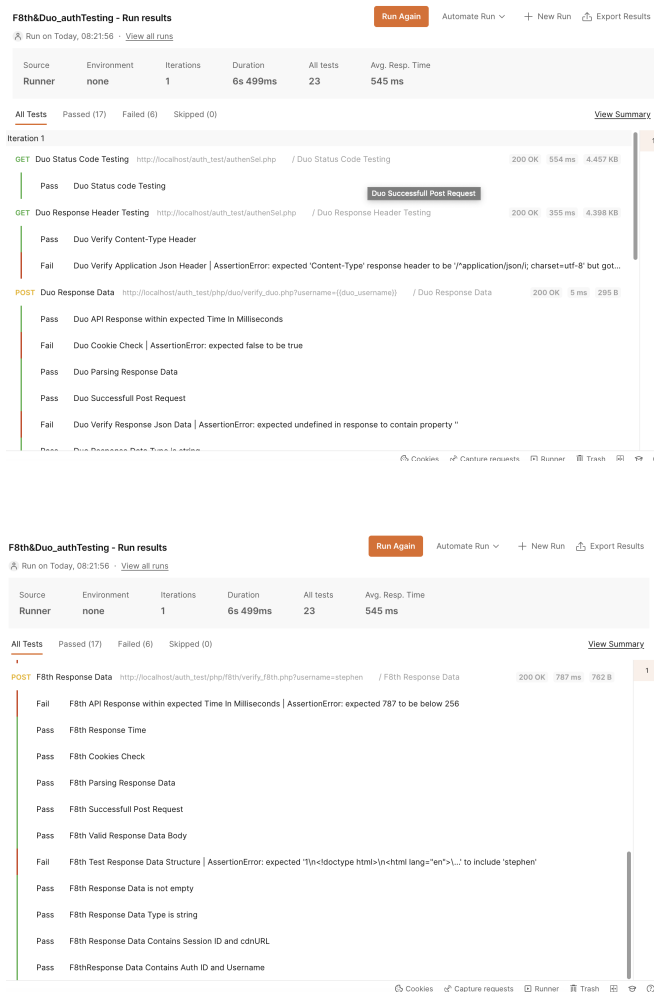 F8th&Duo_authTesting - Run results
Run Again
Automate Run
New Run
Export Results
Run on Today, 08:21:56 · View all runs
Source Environment Iterations Duration All tests Avg. Resp. Time
Runner none 1 6s 499ms 23 545 ms
All Tests Passed (17) Failed (6) Skipped (0) View Summary
Iteration 1
1
GET Duo Status Code Testing http://localhost/auth_test/authenSel.php / Duo Status Code Testing 200 OK 554 ms 4.457 KB
Pass Duo Status code Testing
Duo Successfull Post Request
GET Duo Response Header Testing http://localhost/auth_test/authenSel.php / Duo Response Header Testing 200 OK 355 ms 4.398 KB
Pass Duo Verify Content-Type Header
Fail Duo Verify Application Json Header | AssertionError: expected 'Content-Type' response header to be '/^application/json/i; charset=utf-8' but got...
POST Duo Response Data http://localhost/auth_test/php/duo/verify_duo.php?username={{duo_username}} / Duo Response Data 200 OK 5 ms 295 B
Pass Duo API Response within expected Time In Milliseconds
Fail Duo Cookie Check | AssertionError: expected false to be true
Pass Duo Parsing Response Data
Pass Duo Successfull Post Request
Fail Duo Verify Response Json Data | AssertionError: expected undefined in response to contain property ''
Pass Duo Response Data Type is string
Cookies Capture requests Runner Trash
F8th&Duo_authTesting - Run results
Run Again
Automate Run
New Run
Export Results
Run on Today, 08:21:56 · View all runs
Source Environment Iterations Duration All tests Avg. Resp. Time
Runner none 1 6s 499ms 23 545 ms
All Tests Passed (17) Failed (6) Skipped (0) View Summary
1
POST F8th Response Data http://localhost/auth_test/php/f8th/verify_f8th.php?username=stephen / F8th Response Data 200 OK 787 ms 762 B
Fail F8th API Response within expected Time In Milliseconds | AssertionError: expected 787 to be below 256
Pass F8th Response Time
Pass F8th Cookies Check
Pass F8th Parsing Response Data
Pass F8th Successfull Post Request
Pass F8th Valid Response Data Body
Fail F8th Test Response Data Structure | AssertionError: expected '1\n<!doctype html>\n<html lang="en">\...' to include 'stephen'
Pass F8th Response Data is not empty
Pass F8th Response Data Type is string
Pass F8th Response Data Contains Session ID and cdnURL
Pass F8thResponse Data Contains Auth ID and Username
Cookies Capture requests Runner Trash